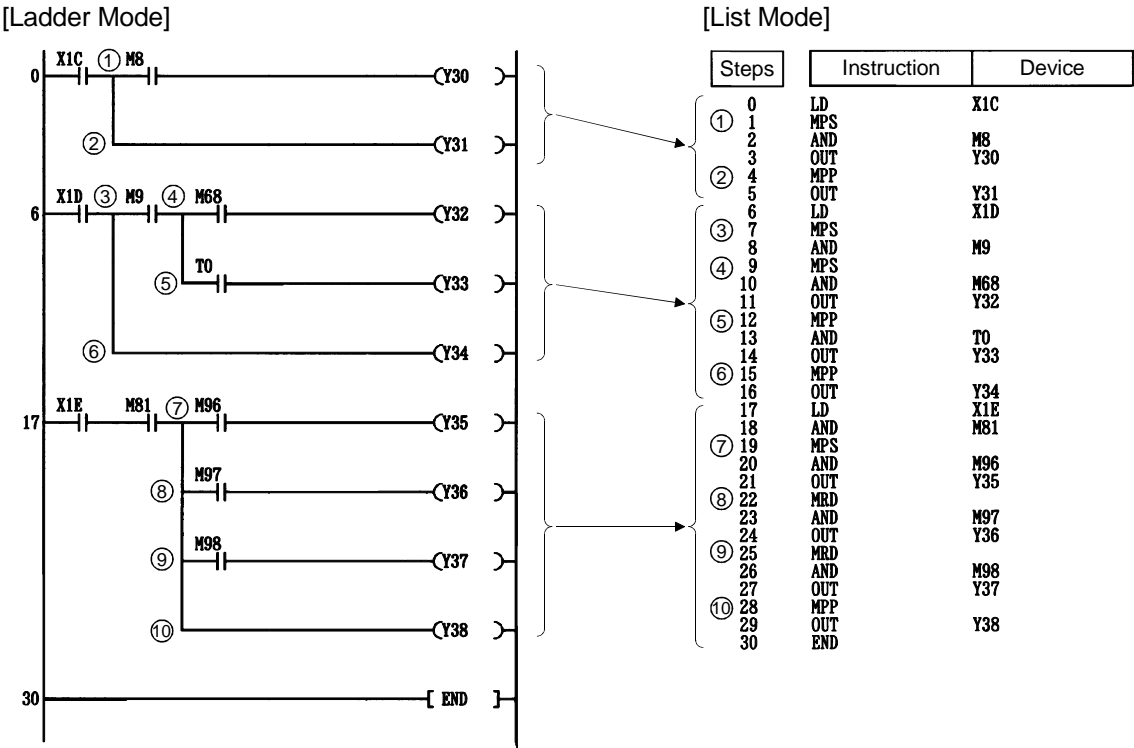 [Ladder Mode]
X1C ① M8
0 Y30
② Y31
X1D ③ M9 ④ M68
6 Y32
T0
⑤ Y33
⑥ Y34
X1E M81 ⑦ M96
17 Y35
M97
⑧ Y36
M98
⑨ Y37
⑩ Y38
30 END
[List Mode]
Steps Instruction Device
0 LD X1C
① 1 MPS
2 AND M8
3 OUT Y30
② 4 MPP
5 OUT Y31
6 LD X1D
③ 7 MPS
8 AND M9
④ 9 MPS
10 AND M68
11 OUT Y32
⑤ 12 MPP
13 AND T0
14 OUT Y33
⑥ 15 MPP
16 OUT Y34
17 LD X1E
18 AND M81
⑦ 19 MPS
20 AND M96
21 OUT Y35
⑧ 22 MRD
23 AND M97
24 OUT Y36
⑨ 25 MRD
26 AND M98
27 OUT Y37
⑩ 28 MPP
29 OUT Y38
30 END